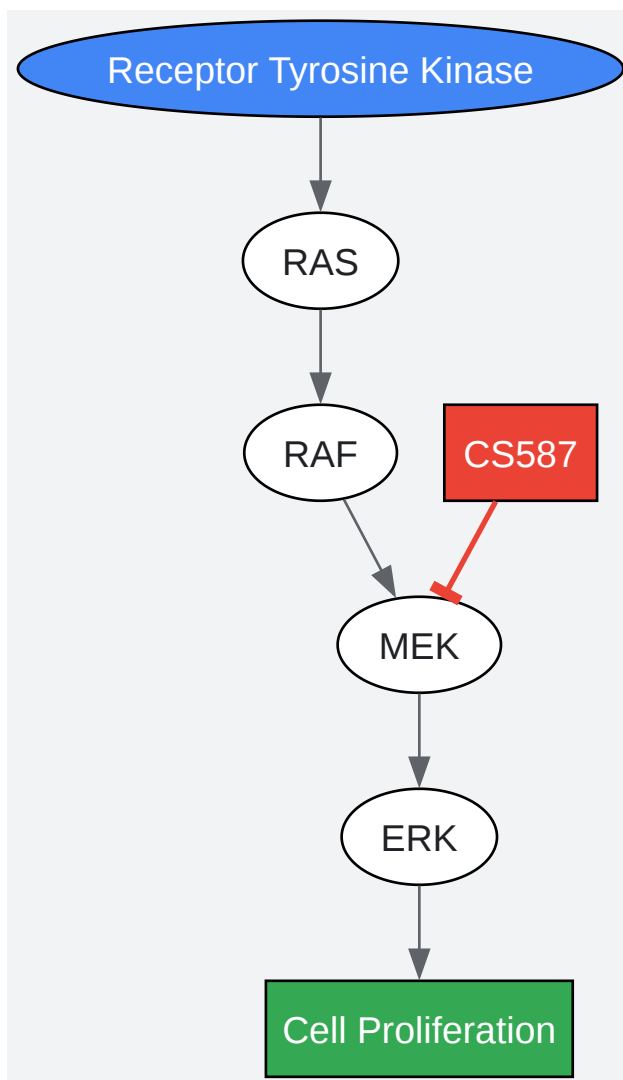 Receptor Tyrosine Kinase
RAS
RAF
CS587
MEK
ERK
Cell Proliferation